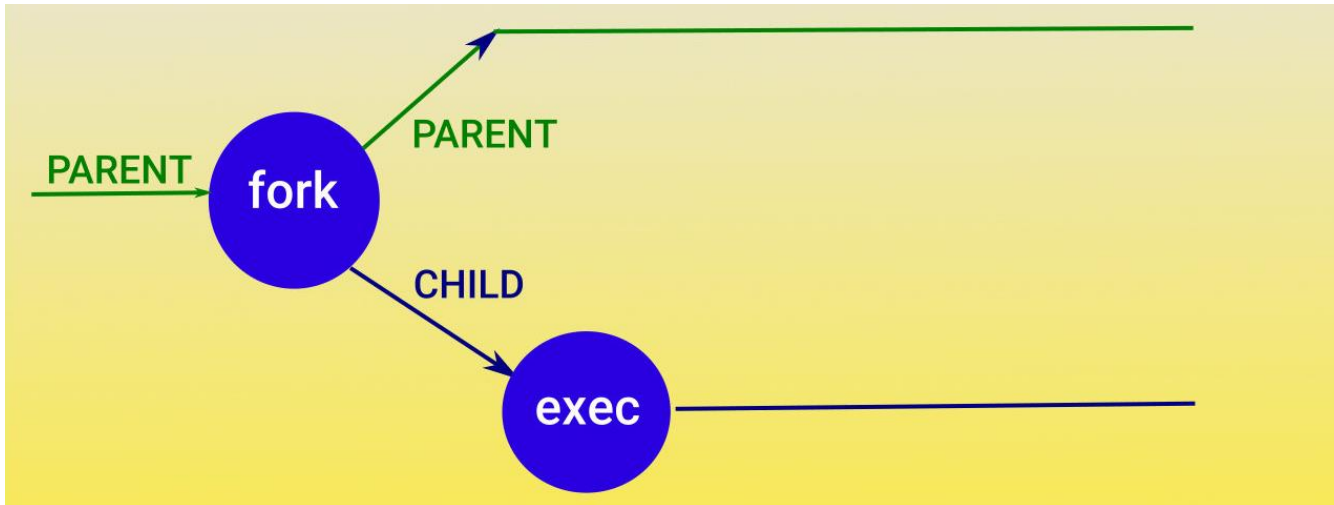 PARENT
PARENT
fork
CHILD
exec